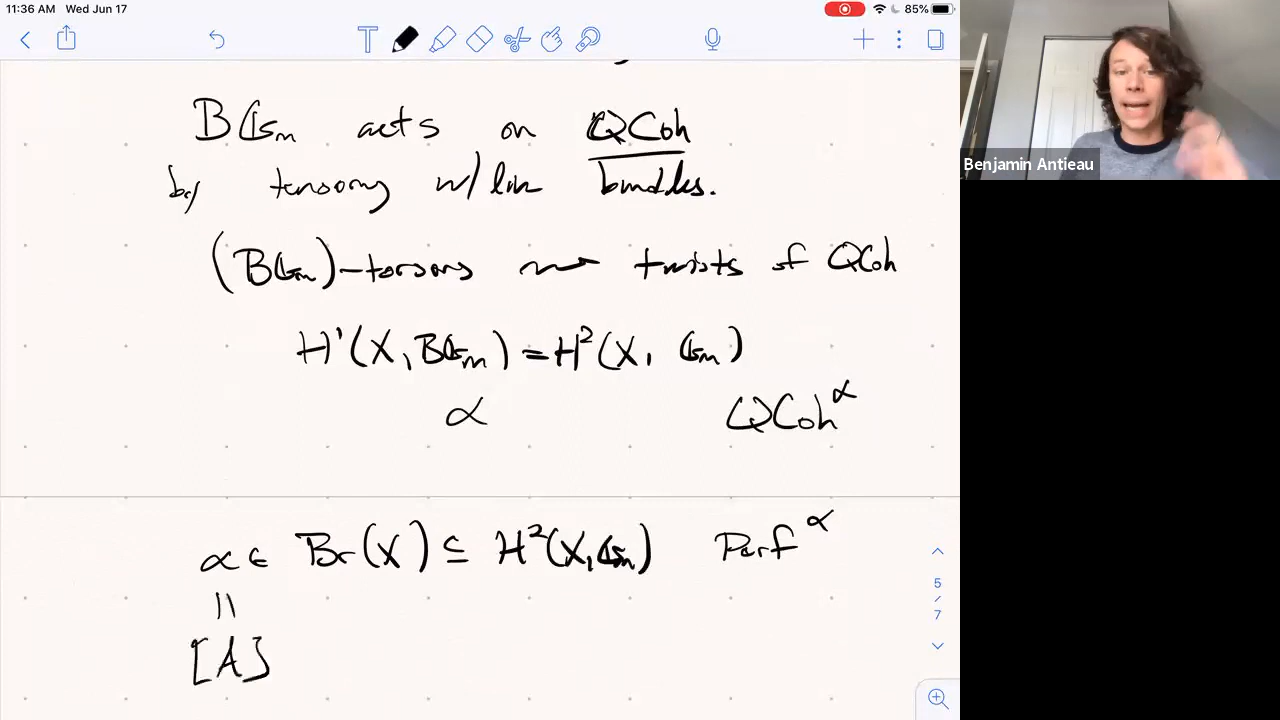 11:36 AM Wed Jun 17
85%
BGm acts on QCoh
by tensoring w/ line bundles.
(BGm)-torsors ⇝ twists of QCoh
H¹(X, BGm) = H²(X, Gm)
α QCoh^α
α ∈ Br(X) ⊆ H²(X, Gm) Perf^α
||
[A]
5
/
7
Benjamin Antieau